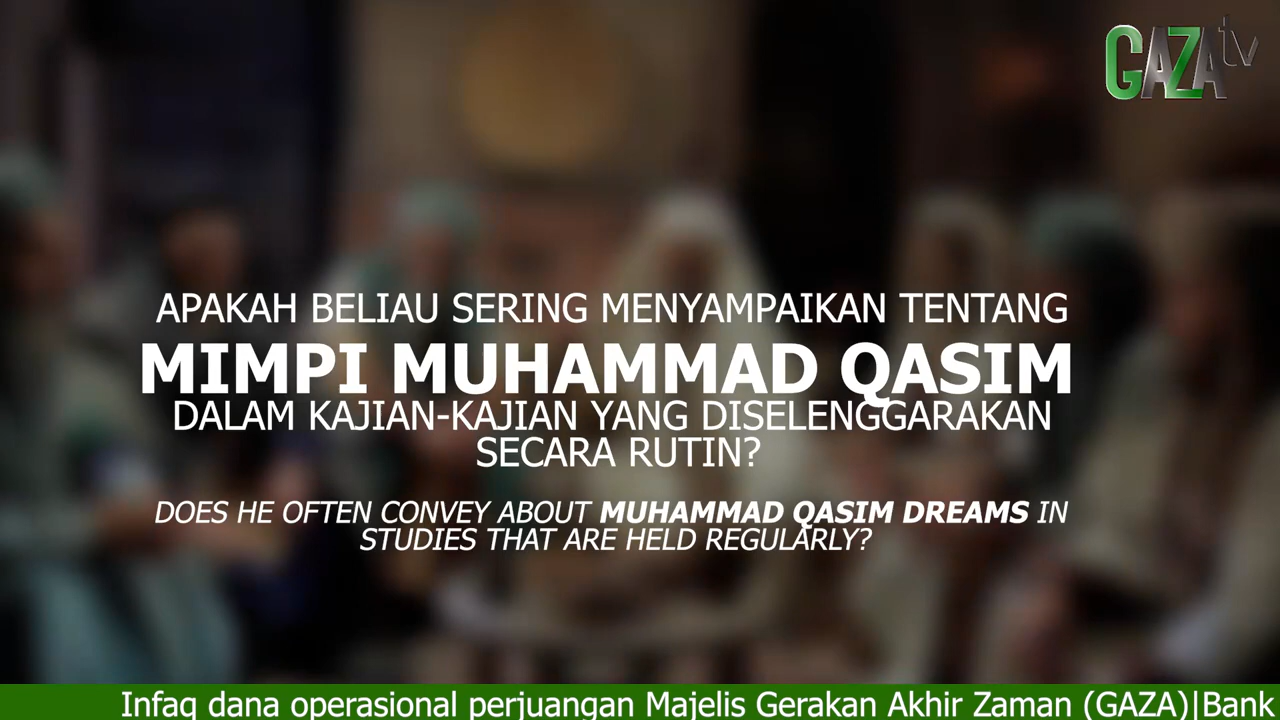 GAZA tv
APAKAH BELIAU SERING MENYAMPAIKAN TENTANG
MIMPI MUHAMMAD QASIM
DALAM KAJIAN-KAJIAN YANG DISELENGGARAKAN
SECARA RUTIN?
DOES HE OFTEN CONVEY ABOUT MUHAMMAD QASIM DREAMS IN
STUDIES THAT ARE HELD REGULARLY?
Infaq dana operasional perjuangan Majelis Gerakan Akhir Zaman (GAZA)|Bank